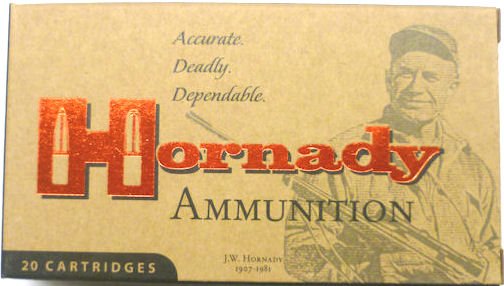 Accurate.
Deadly.
Dependable.
Hornady
AMMUNITION
J.W. HORNADY
1907-1981
20 CARTRIDGES